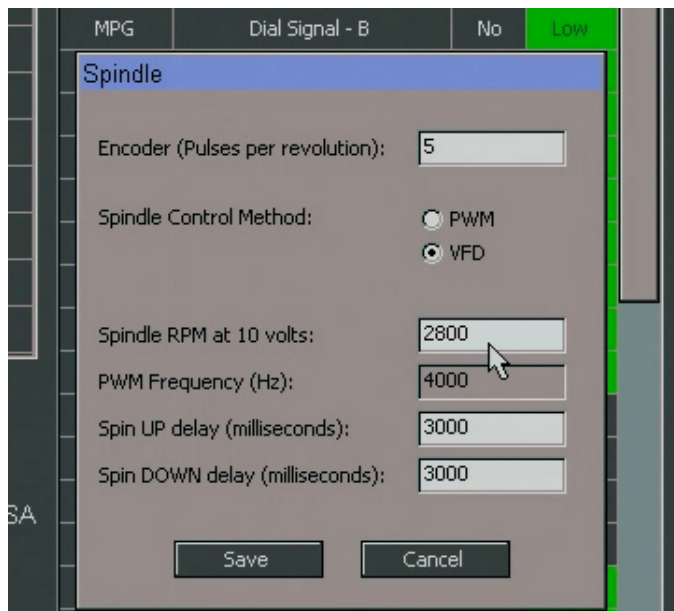 MPG Dial Signal - B No Low
Spindle
Encoder (Pulses per revolution): 5
Spindle Control Method: PWM
VFD
Spindle RPM at 10 volts: 2800
PWM Frequency (Hz): 4000
Spin UP delay (milliseconds): 3000
Spin DOWN delay (milliseconds): 3000
SA
Save Cancel